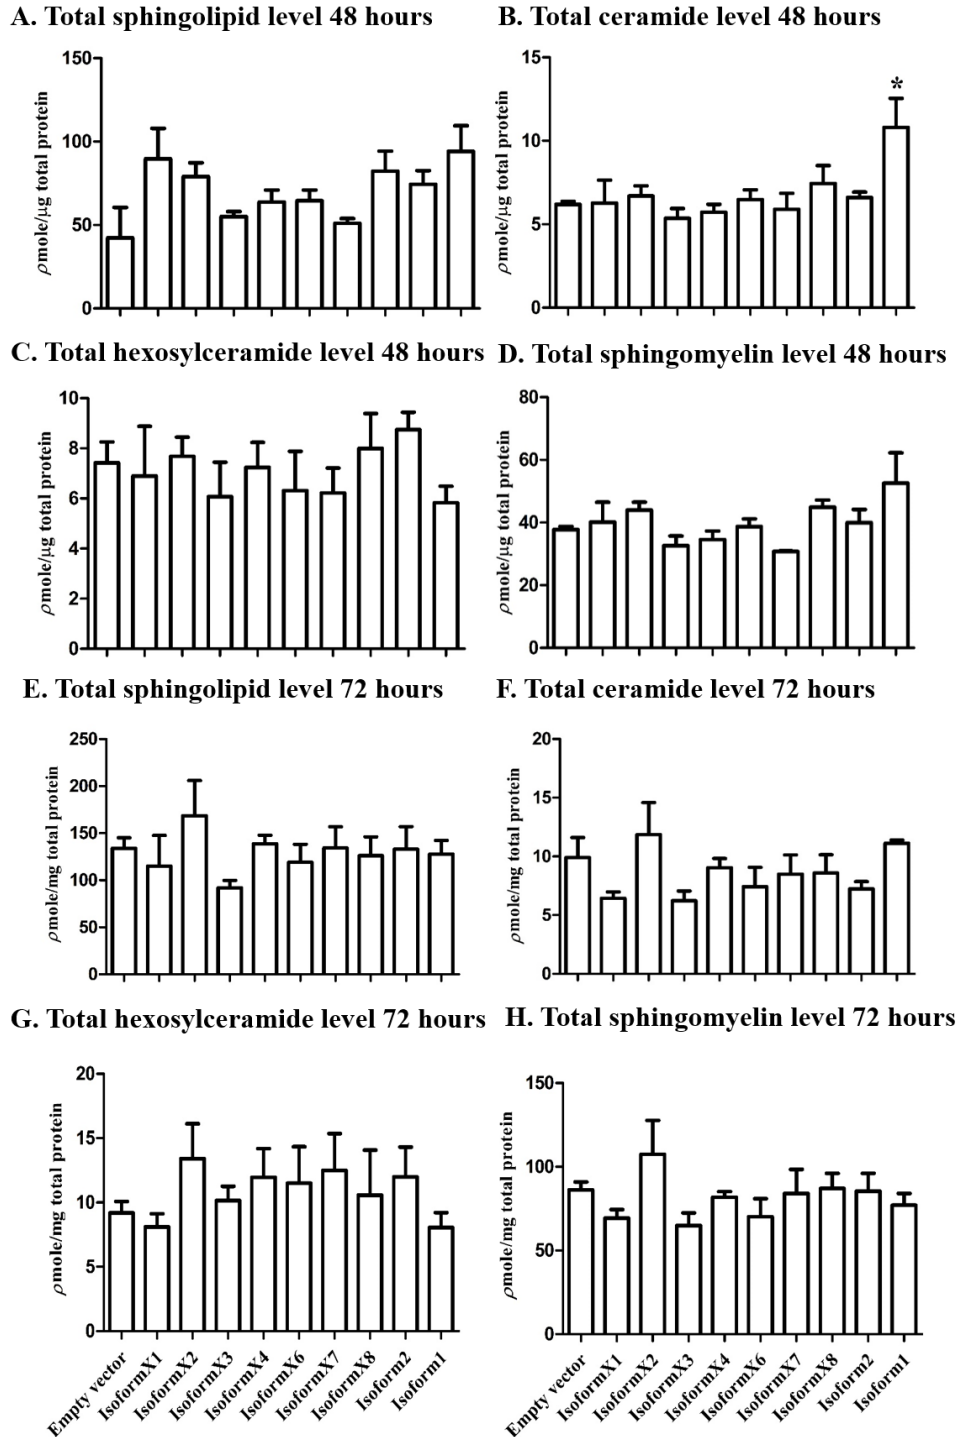 A. Total sphingolipid level 48 hours
B. Total ceramide level 48 hours
150
100
50
0
ρmole/μg total protein
15
10
5
0
ρmole/μg total protein
*
C. Total hexosylceramide level 48 hours
D. Total sphingomyelin level 48 hours
10
8
6
4
2
0
ρmole/μg total protein
80
60
40
20
0
ρmole/μg total protein
E. Total sphingolipid level 72 hours
F. Total ceramide level 72 hours
250
200
150
100
50
0
ρmole/mg total protein
20
15
10
5
0
ρmole/mg total protein
G. Total hexosylceramide level 72 hours
H. Total sphingomyelin level 72 hours
20
15
10
5
0
ρmole/mg total protein
Empty vector
IsoformX1
IsoformX2
IsoformX3
IsoformX4
IsoformX6
IsoformX7
IsoformX8
Isoform2
Isoform1
150
100
50
0
ρmole/mg total protein
Empty vector
IsoformX1
IsoformX2
IsoformX3
IsoformX4
IsoformX6
IsoformX7
IsoformX8
Isoform2
Isoform1